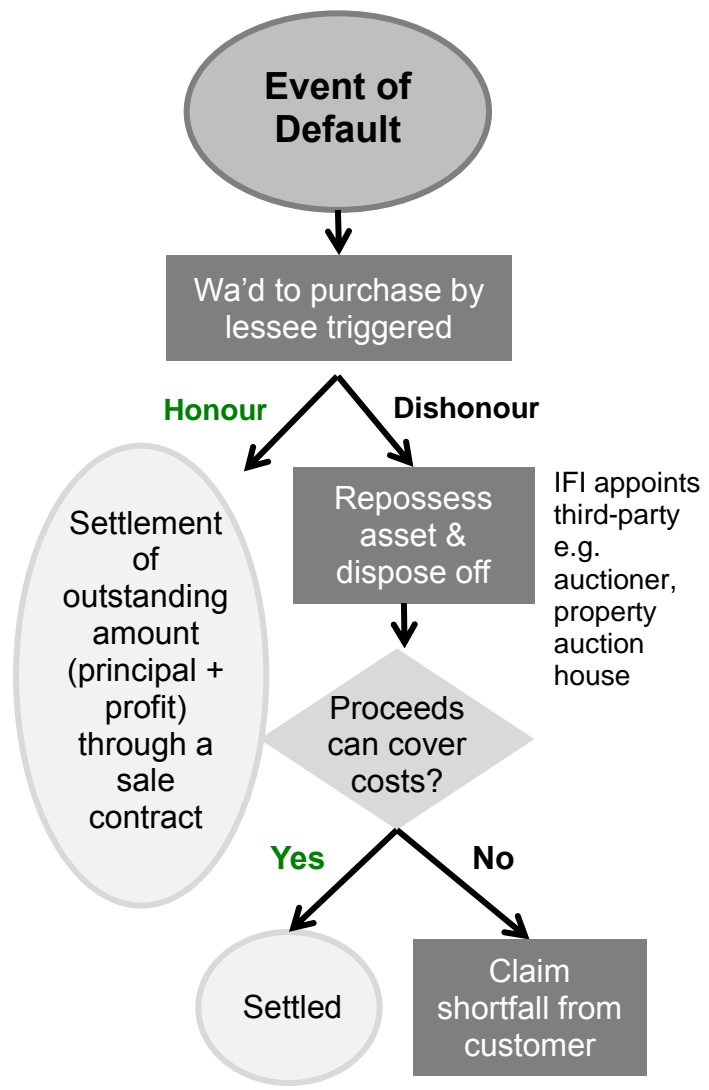 Event of
Default
Wa’d to purchase by
lessee triggered
Honour
Dishonour
Settlement
of
outstanding
amount
(principal +
profit)
through a
sale
contract
Repossess
asset &
dispose off
IFI appoints
third-party
e.g.
auctioner,
property
auction
house
Proceeds
can cover
costs?
Yes
No
Settled
Claim
shortfall from
customer